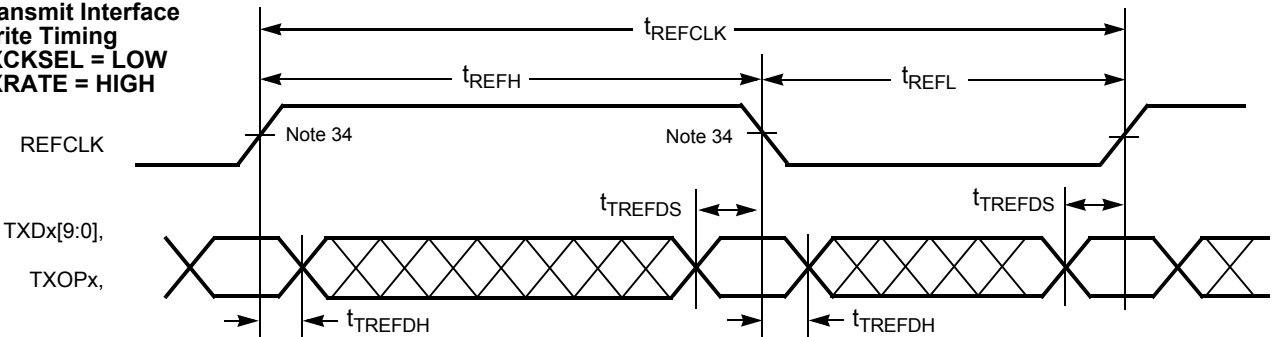 ansmit Interface
rite Timing
XCKSEL = LOW
XRATE = HIGH
tREFCLK
tREFH
tREFL
REFCLK
Note 34
Note 34
tTREFDS
tTREFDS
TXDx[9:0],
TXOPx,
tTREFDH
tTREFDH